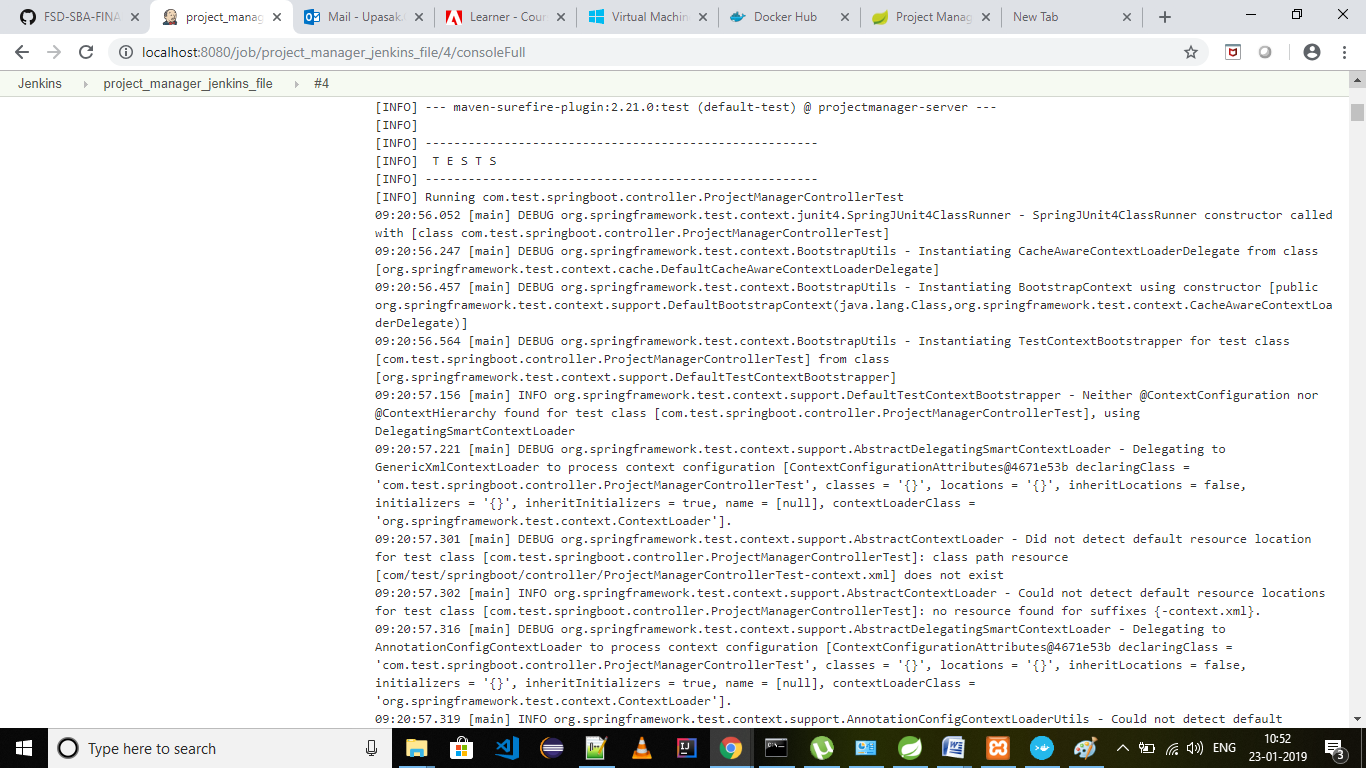 FSD-SBA-FINA
project_manag
Mail - Upasak
Learner - Cour
Virtual Machin
Docker Hub
Project Manag
New Tab
localhost:8080/job/project_manager_jenkins_file/4/consoleFull
Jenkins
project_manager_jenkins_file
#4
[INFO] --- maven-surefire-plugin:2.21.0:test (default-test) @ projectmanager-server ---
[INFO]
[INFO] -------------------------------------------------------
[INFO]  T E S T S
[INFO] -------------------------------------------------------
[INFO] Running com.test.springboot.controller.ProjectManagerControllerTest
09:20:56.052 [main] DEBUG org.springframework.test.context.junit4.SpringJUnit4ClassRunner - SpringJUnit4ClassRunner constructor called
with [class com.test.springboot.controller.ProjectManagerControllerTest]
09:20:56.247 [main] DEBUG org.springframework.test.context.BootstrapUtils - Instantiating CacheAwareContextLoaderDelegate from class
[org.springframework.test.context.cache.DefaultCacheAwareContextLoaderDelegate]
09:20:56.457 [main] DEBUG org.springframework.test.context.BootstrapUtils - Instantiating BootstrapContext using constructor [public
org.springframework.test.context.support.DefaultBootstrapContext(java.lang.Class,org.springframework.test.context.CacheAwareContextLoa
derDelegate)]
09:20:56.564 [main] DEBUG org.springframework.test.context.BootstrapUtils - Instantiating TestContextBootstrapper for test class
[com.test.springboot.controller.ProjectManagerControllerTest] from class
[org.springframework.test.context.support.DefaultTestContextBootstrapper]
09:20:57.156 [main] INFO org.springframework.test.context.support.DefaultTestContextBootstrapper - Neither @ContextConfiguration nor
@ContextHierarchy found for test class [com.test.springboot.controller.ProjectManagerControllerTest], using
DelegatingSmartContextLoader
09:20:57.221 [main] DEBUG org.springframework.test.context.support.AbstractDelegatingSmartContextLoader - Delegating to
GenericXmlContextLoader to process context configuration [ContextConfigurationAttributes@4671e53b declaringClass =
'com.test.springboot.controller.ProjectManagerControllerTest', classes = '{}', locations = '{}', inheritLocations = false,
initializers = '{}', inheritInitializers = true, name = [null], contextLoaderClass =
'org.springframework.test.context.ContextLoader'].
09:20:57.301 [main] DEBUG org.springframework.test.context.support.AbstractContextLoader - Did not detect default resource location
for test class [com.test.springboot.controller.ProjectManagerControllerTest]: class path resource
[com/test/springboot/controller/ProjectManagerControllerTest-context.xml] does not exist
09:20:57.302 [main] INFO org.springframework.test.context.support.AbstractContextLoader - Could not detect default resource locations
for test class [com.test.springboot.controller.ProjectManagerControllerTest]: no resource found for suffixes {-context.xml}.
09:20:57.316 [main] DEBUG org.springframework.test.context.support.AbstractDelegatingSmartContextLoader - Delegating to
AnnotationConfigContextLoader to process context configuration [ContextConfigurationAttributes@4671e53b declaringClass =
'com.test.springboot.controller.ProjectManagerControllerTest', classes = '{}', locations = '{}', inheritLocations = false,
initializers = '{}', inheritInitializers = true, name = [null], contextLoaderClass =
'org.springframework.test.context.ContextLoader'].
09:20:57.319 [main] INFO org.springframework.test.context.support.AnnotationConfigContextLoaderUtils - Could not detect default
Type here to search
ENG
10:52
23-01-2019
3